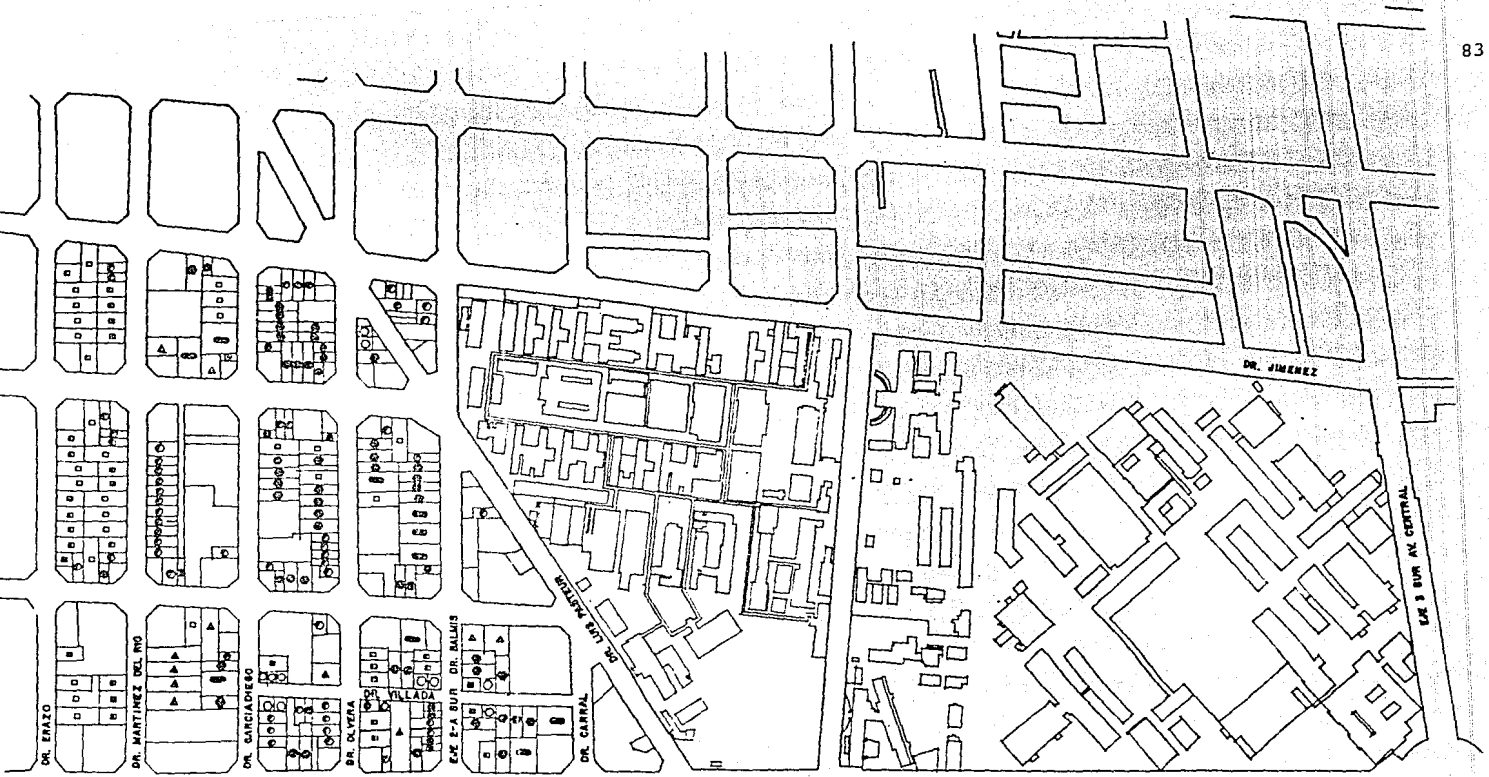 83
DR. JIMENEZ
EJE 3 SUR AV. CENTRAL
DR. LUIS PASTEUR
DR. ERAZO
DR. MARTINEZ DEL RIO
DR. GARCIADIEGO
DR. OLVERA
DR. VILLADA
EJE 2-A SUR DR. BALMIS
DR. CARRAL